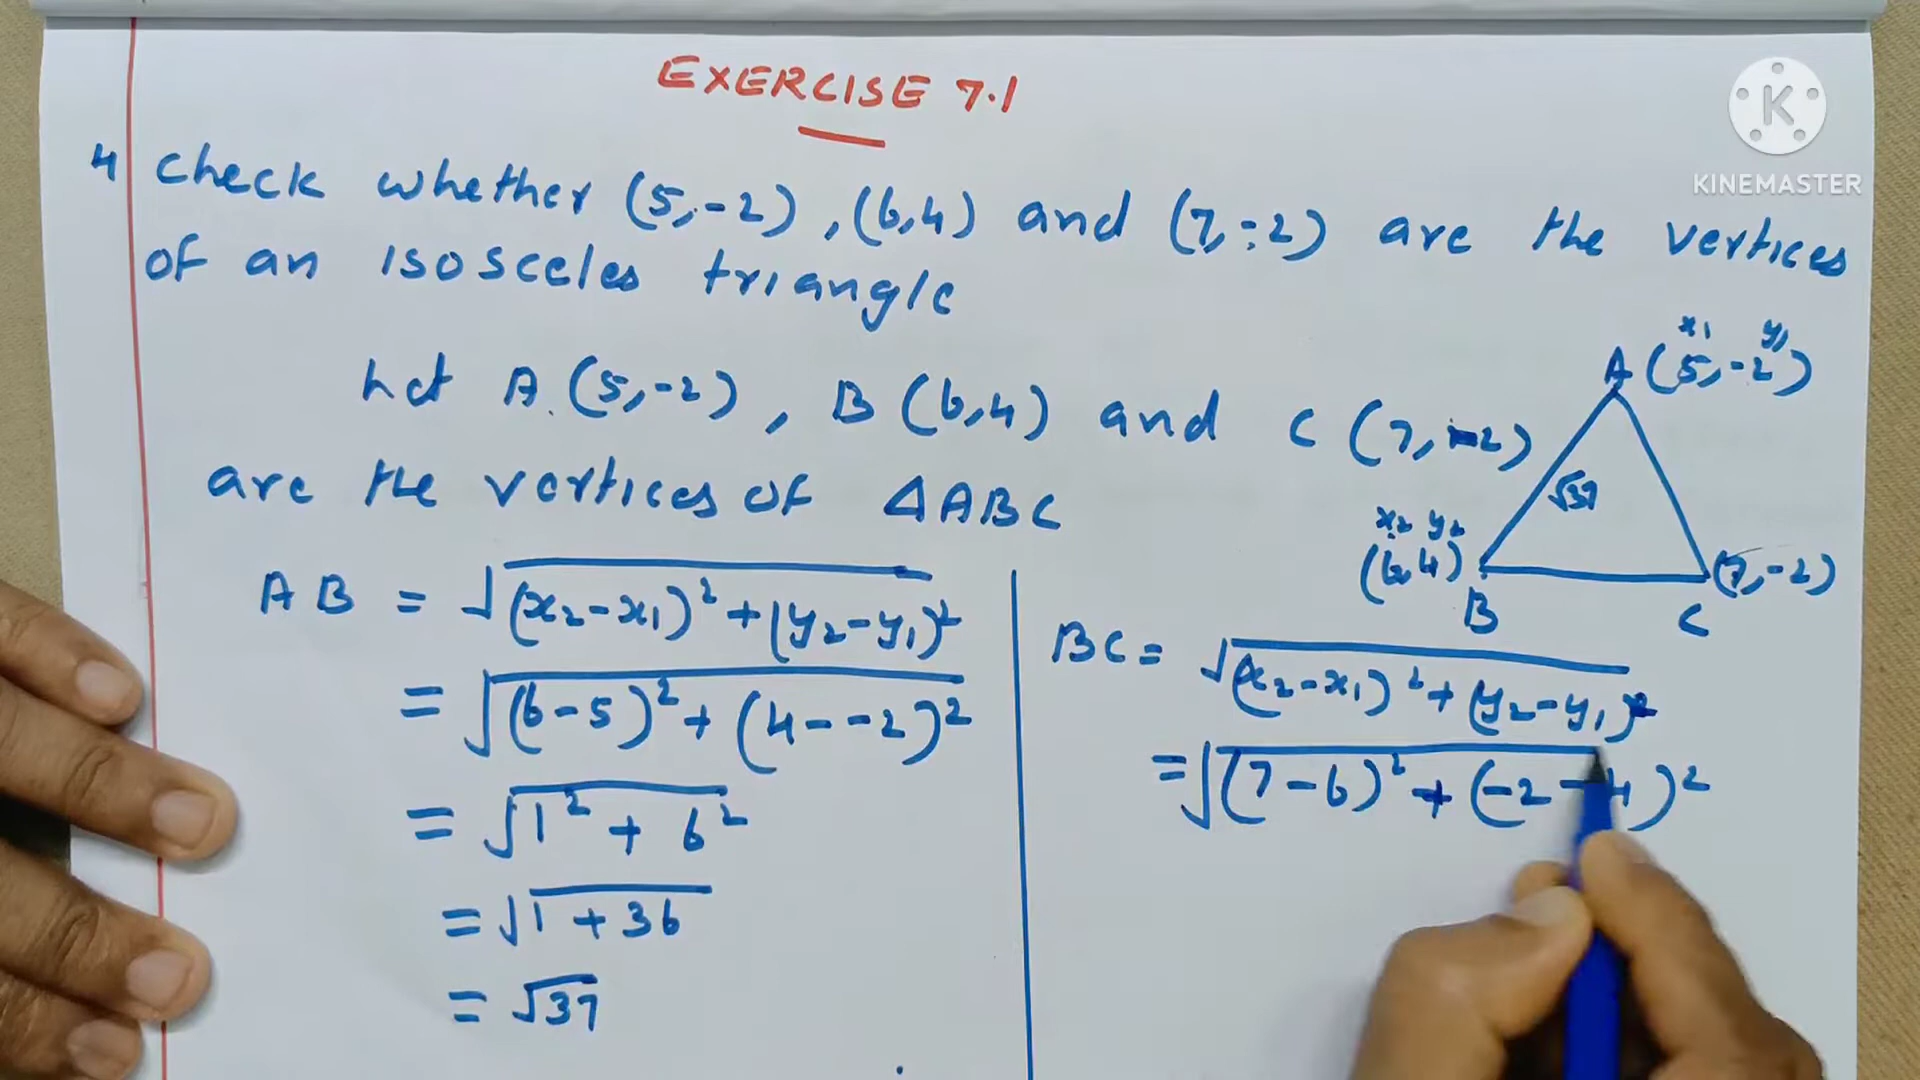 EXERCISE 7.1
KINEMASTER
4 Check whether (5,-2), (6,4) and (7,-2) are the vertices
of an isosceles triangle
Let A.(5,-2), B(6,4) and C(7,-2)
are the vertices of ΔABC
x₁ y₁
A(5,-2)
√37
x₂ y₂
(6,4)
(7,-2)
B C
AB = √(x₂-x₁)²+(y₂-y₁)²
= √(6-5)²+(4--2)²
= √1²+6²
= √1+36
= √37
BC = √(x₂-x₁)²+(y₂-y₁)²
= √(7-6)²+(-2-4)²